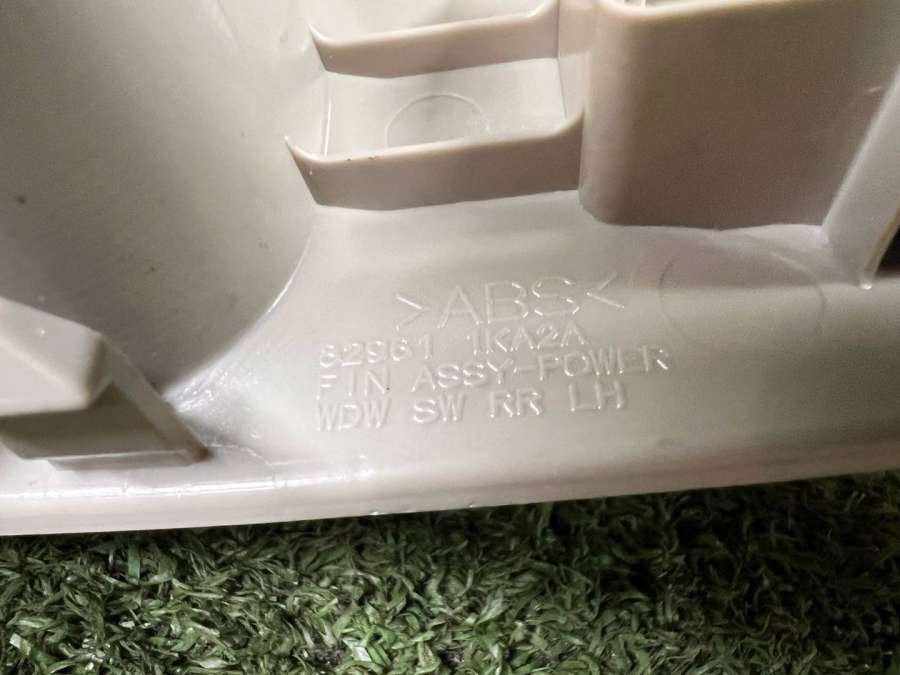 >ABS<
82961 1KA2A
FIN ASSY-POWER
WDW SW RR LH